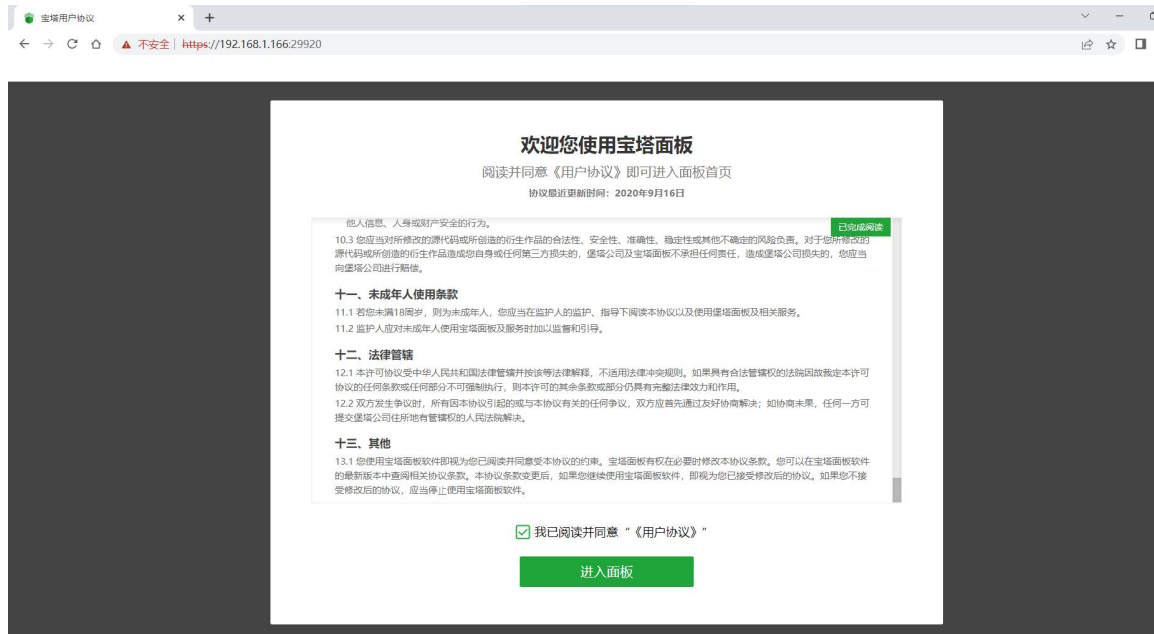 宝塔用户协议
不安全 https://192.168.1.166:29920
欢迎您使用宝塔面板
阅读并同意《用户协议》即可进入面板首页
协议最近更新时间：2020年9月16日
他人信息、人身或财产安全的行为。
已完成阅读
10.3 您应当对所修改的源代码或所创造的衍生作品的合法性、安全性、准确性、稳定性或其他不确定的风险负责。对于您所修改的
源代码或所创造的衍生作品造成您自身或任何第三方损失的，堡塔公司及宝塔面板不承担任何责任，造成堡塔公司损失的，您应当
向堡塔公司进行赔偿。
十一、未成年人使用条款
11.1 若您未满18周岁，则为未成年人，您应当在监护人的监护、指导下阅读本协议以及使用堡塔面板及相关服务。
11.2 监护人应对未成年人使用宝塔面板及服务时加以监督和引导。
十二、法律管辖
12.1 本许可协议受中华人民共和国法律管辖并按该等法律解释，不适用法律冲突规则。如果具有合法管辖权的法院因故裁定本许可
协议的任何条款或任何部分不可强制执行，则本许可的其余条款或部分仍具有完整法律效力和作用。
12.2 双方发生争议时，所有因本协议引起的或与本协议有关的任何争议，双方应首先通过友好协商解决；如协商未果，任何一方可
提交堡塔公司住所地有管辖权的人民法院解决。
十三、其他
13.1 您使用宝塔面板软件即视为您已阅读并同意受本协议的约束。宝塔面板有权在必要时修改本协议条款。您可以在宝塔面板软件
的最新版本中查阅相关协议条款。本协议条款变更后，如果您继续使用宝塔面板软件，即视为您已接受修改后的协议。如果您不接
受修改后的协议，应当停止使用宝塔面板软件。
我已阅读并同意“《用户协议》”
进入面板